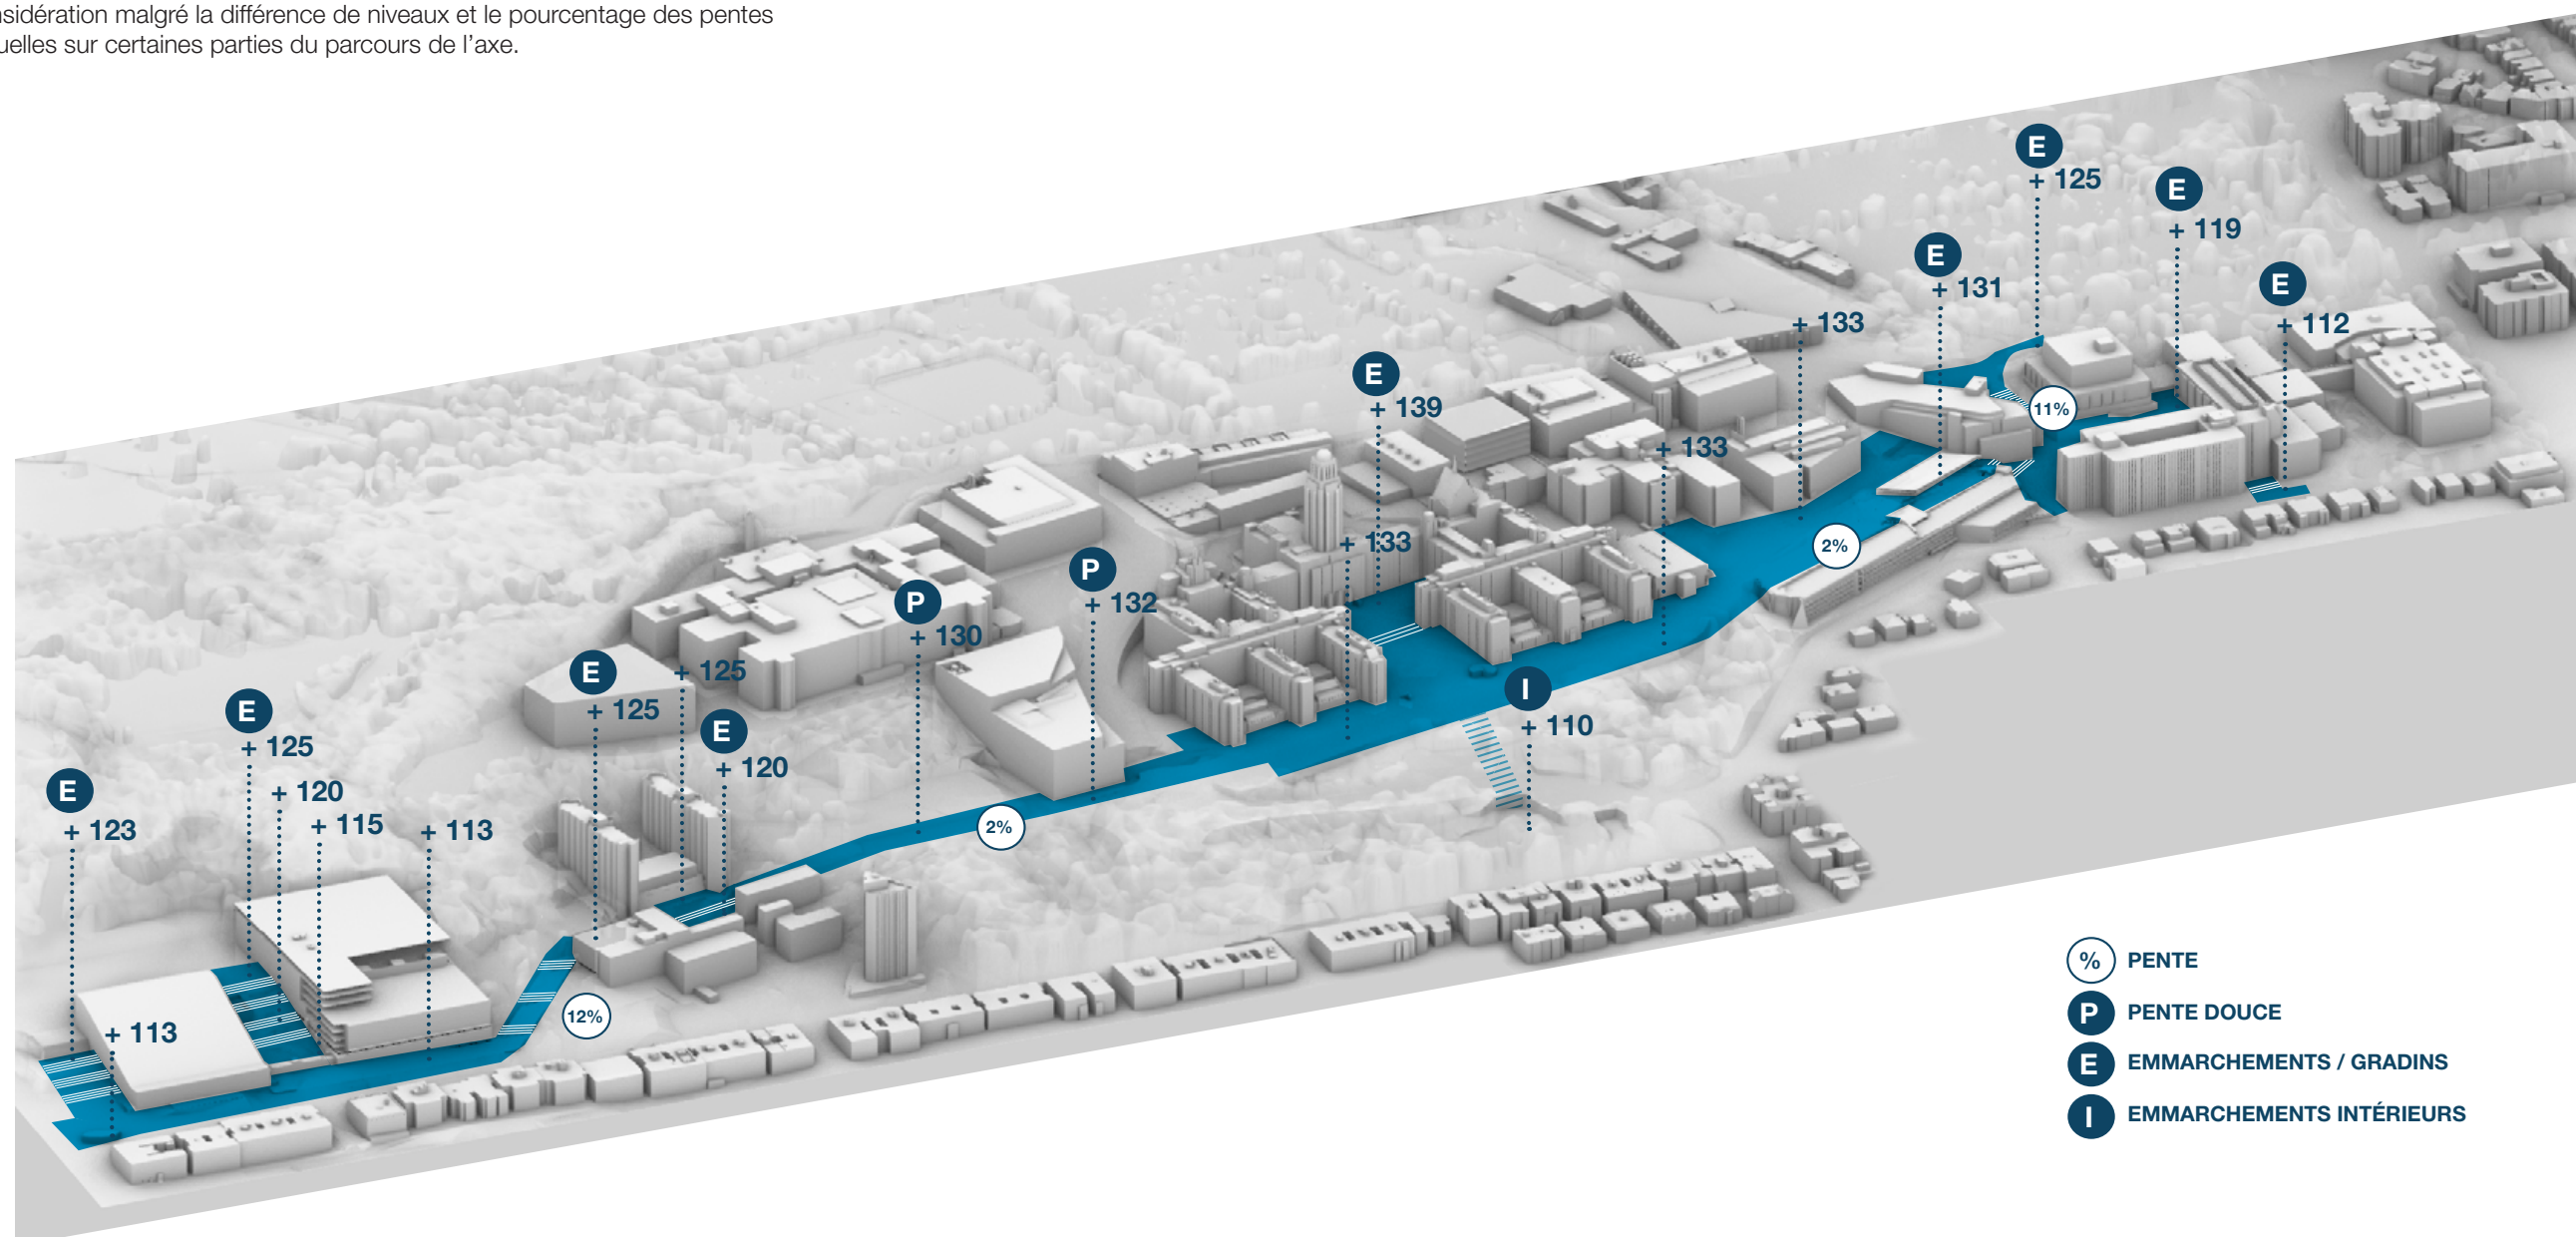 nsidération malgré la différence de niveaux et le pourcentage des pentes
uelles sur certaines parties du parcours de l'axe.
E
+ 125
E
+ 119
E
+ 131
E
+ 112
+ 133
E
+ 139
11%
+ 133
+ 133
2%
P
+ 132
P
+ 130
E
+ 125
+ 125
I
+ 110
E
+ 125
E
+ 120
E
+ 123
+ 120
+ 115
+ 113
2%
12%
+ 113
% PENTE
P PENTE DOUCE
E EMMARCHEMENTS / GRADINS
I EMMARCHEMENTS INTÉRIEURS